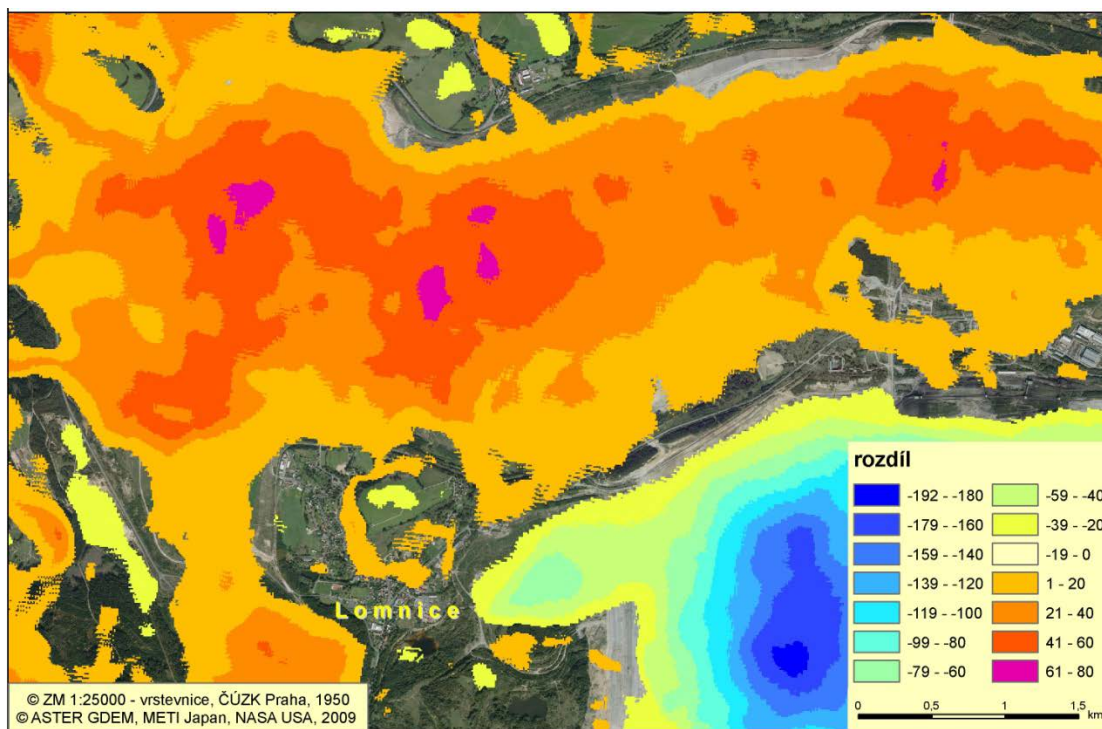 Lomnice
rozdíl
-192 - -180
-179 - -160
-159 - -140
-139 - -120
-119 - -100
-99 - -80
-79 - -60
-59 - -40
-39 - -20
-19 - 0
1 - 20
21 - 40
41 - 60
61 - 80
0 0,5 1 1,5
km
© ZM 1:25000 - vrstevnice, ČÚZK Praha, 1950
© ASTER GDEM, METI Japan, NASA USA, 2009